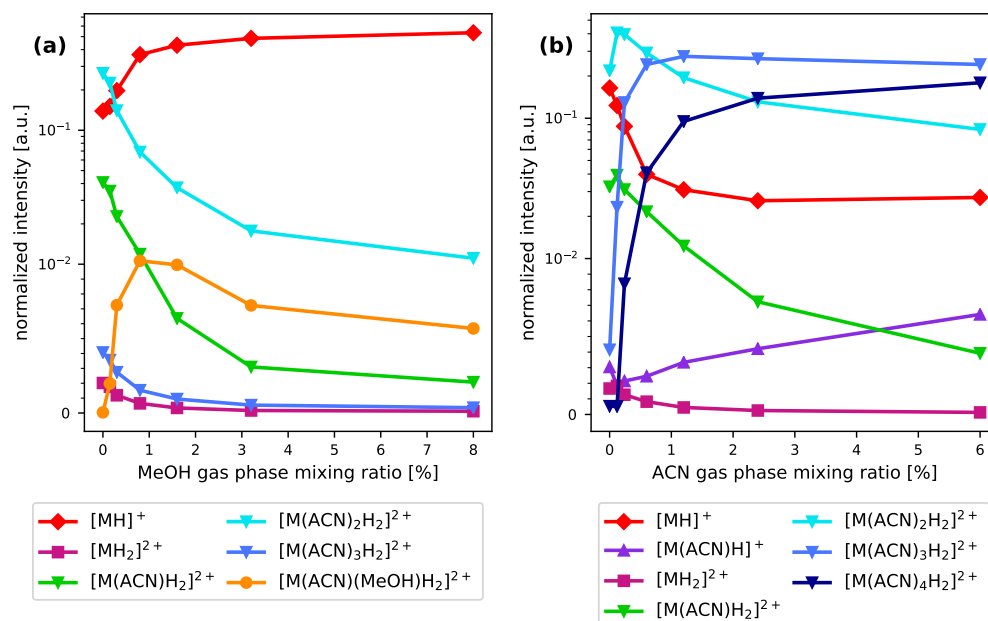 (a)
normalized intensity [a.u.]
10⁻¹
10⁻²
0
0 1 2 3 4 5 6 7 8
MeOH gas phase mixing ratio [%]
[MH]⁺
[MH₂]²⁺
[M(ACN)H₂]²⁺
[M(ACN)₂H₂]²⁺
[M(ACN)₃H₂]²⁺
[M(ACN)(MeOH)H₂]²⁺
(b)
normalized intensity [a.u.]
10⁻¹
10⁻²
0
0 1 2 3 4 5 6
ACN gas phase mixing ratio [%]
[MH]⁺
[M(ACN)H]⁺
[MH₂]²⁺
[M(ACN)H₂]²⁺
[M(ACN)₂H₂]²⁺
[M(ACN)₃H₂]²⁺
[M(ACN)₄H₂]²⁺